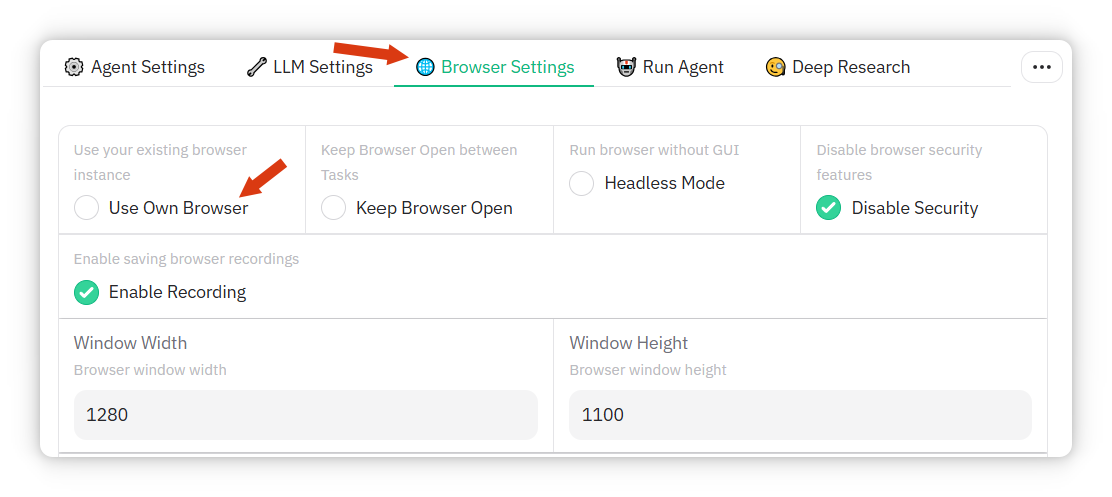 Agent Settings
LLM Settings
Browser Settings
Run Agent
Deep Research
Use your existing browser
instance
Use Own Browser
Keep Browser Open between
Tasks
Keep Browser Open
Run browser without GUI
Headless Mode
Disable browser security
features
Disable Security
Enable saving browser recordings
Enable Recording
Window Width
Browser window width
1280
Window Height
Browser window height
1100